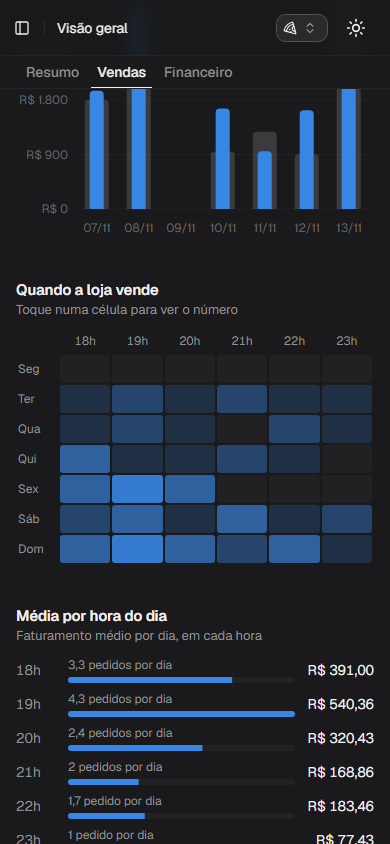 Visão geral
Resumo Vendas Financeiro
R$ 1.800
R$ 900
R$ 0
07/11 08/11 09/11 10/11 11/11 12/11 13/11
Quando a loja vende
Toque numa célula para ver o número
18h 19h 20h 21h 22h 23h
Seg
Ter
Qua
Qui
Sex
Sáb
Dom
Média por hora do dia
Faturamento médio por dia, em cada hora
18h 3,3 pedidos por dia R$ 391,00
19h 4,3 pedidos por dia R$ 540,36
20h 2,4 pedidos por dia R$ 320,43
21h 2 pedidos por dia R$ 168,86
22h 1,7 pedido por dia R$ 183,46
23h 1 pedido por dia R$ 77,43